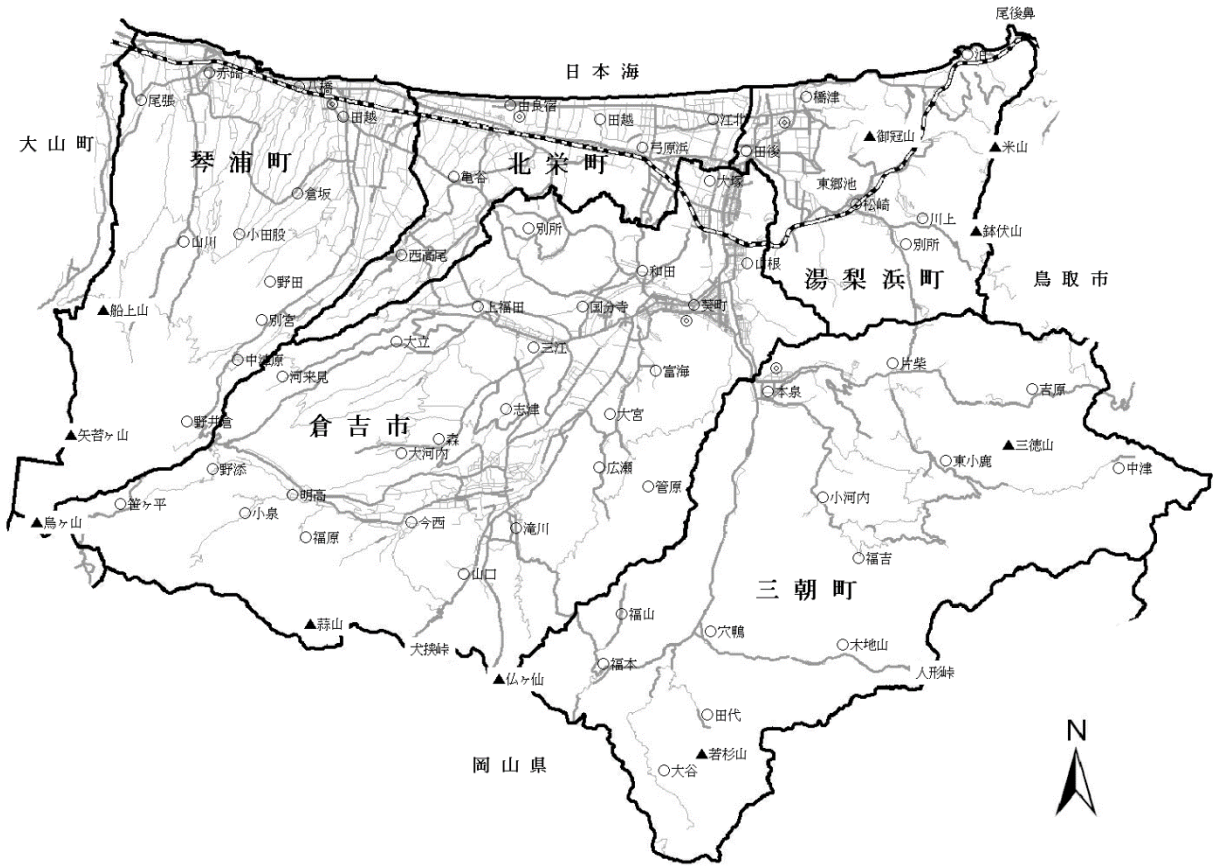 尾後鼻
日本海
泊
赤碕
八橋
尾張
田越
由良宿
田越
江北
橋津
大山町
琴浦町
北栄町
弓原浜
田後
▲御冠山
▲米山
倉坂
亀谷
大塚
東郷池
松崎
川上
小田股
山川
別所
別所
▲鉢伏山
西高尾
和田
山根
湯梨浜町
鳥取市
野田
▲船上山
別宮
上福田
国分寺
葵町
大立
三江
中津原
河来見
富海
片柴
本泉
吉原
志津
大宮
倉吉市
野井倉
▲矢筈ヶ山
森
大河内
▲三徳山
野添
広瀬
東小鹿
中津
笹ヶ平
明高
菅原
小河内
▲烏ヶ山
小泉
今西
滝川
福原
福吉
山口
三朝町
▲蒜山
福山
穴鴨
犬挟峠
木地山
福本
人形峠
▲仏ヶ仙
田代
岡山県
▲若杉山
大谷
N